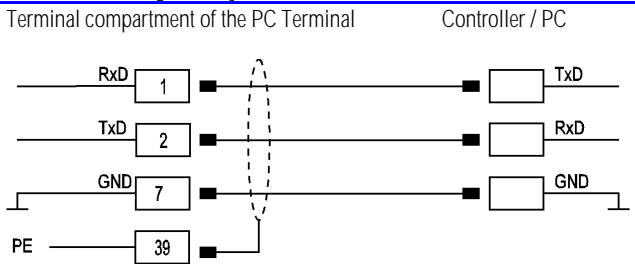 Terminal compartment of the PC Terminal Controller / PC
RxD 1 TxD
TxD 2 RxD
GND 7 GND
PE 39